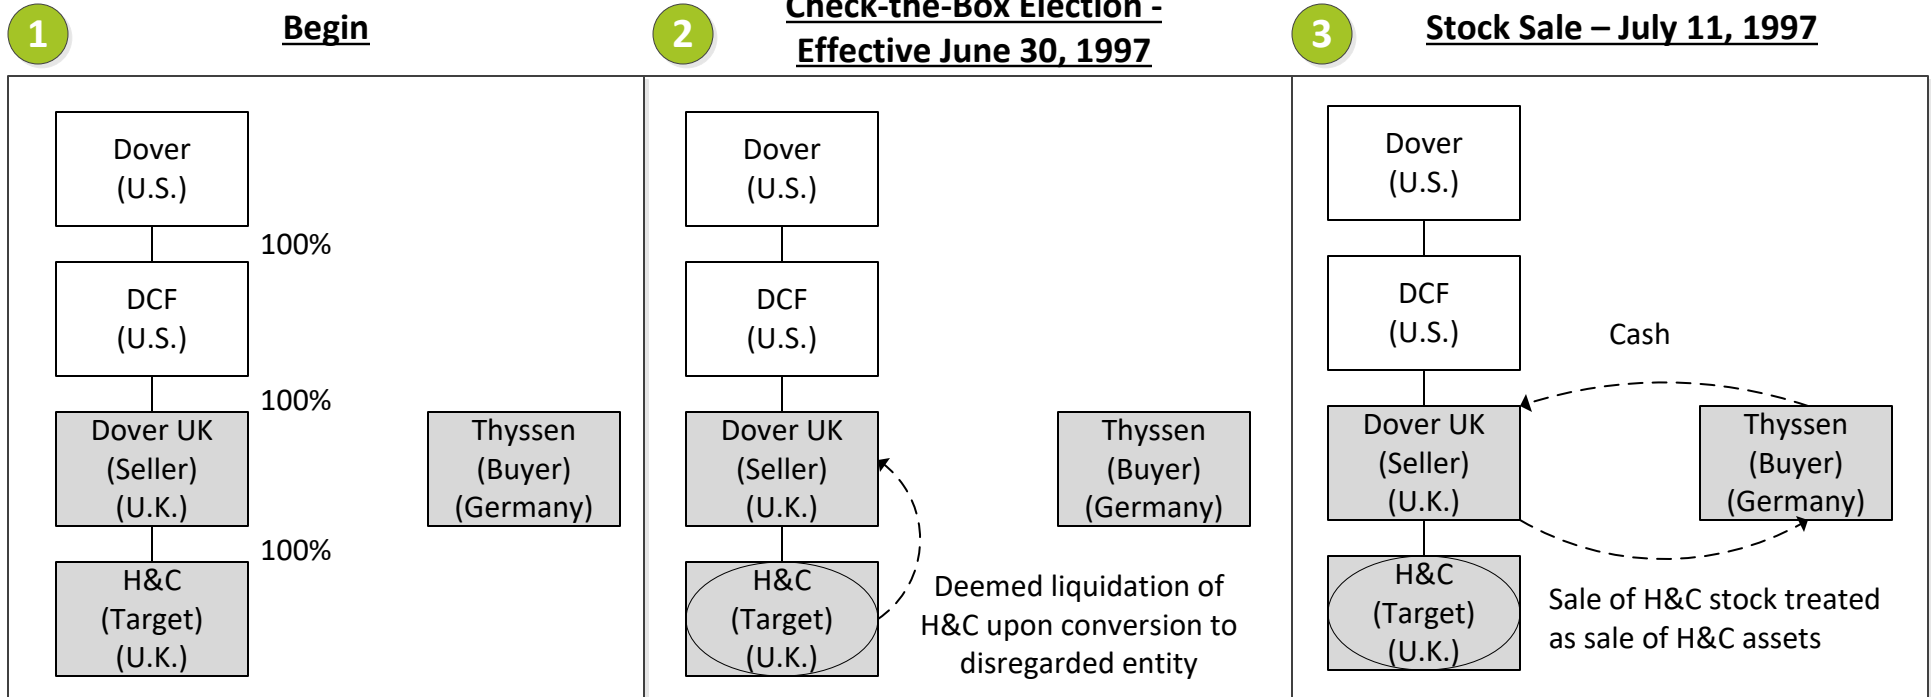 1
Begin
Dover
(U.S.)
100%
DCF
(U.S.)
100%
Dover UK
(Seller)
(U.K.)
Thyssen
(Buyer)
(Germany)
100%
H&C
(Target)
(U.K.)
2
Check-the-Box Election -
Effective June 30, 1997
Dover
(U.S.)
DCF
(U.S.)
Dover UK
(Seller)
(U.K.)
Thyssen
(Buyer)
(Germany)
H&C
(Target)
(U.K.)
Deemed liquidation of
H&C upon conversion to
disregarded entity
3
Stock Sale – July 11, 1997
Dover
(U.S.)
DCF
(U.S.)
Cash
Dover UK
(Seller)
(U.K.)
Thyssen
(Buyer)
(Germany)
H&C
(Target)
(U.K.)
Sale of H&C stock treated
as sale of H&C assets